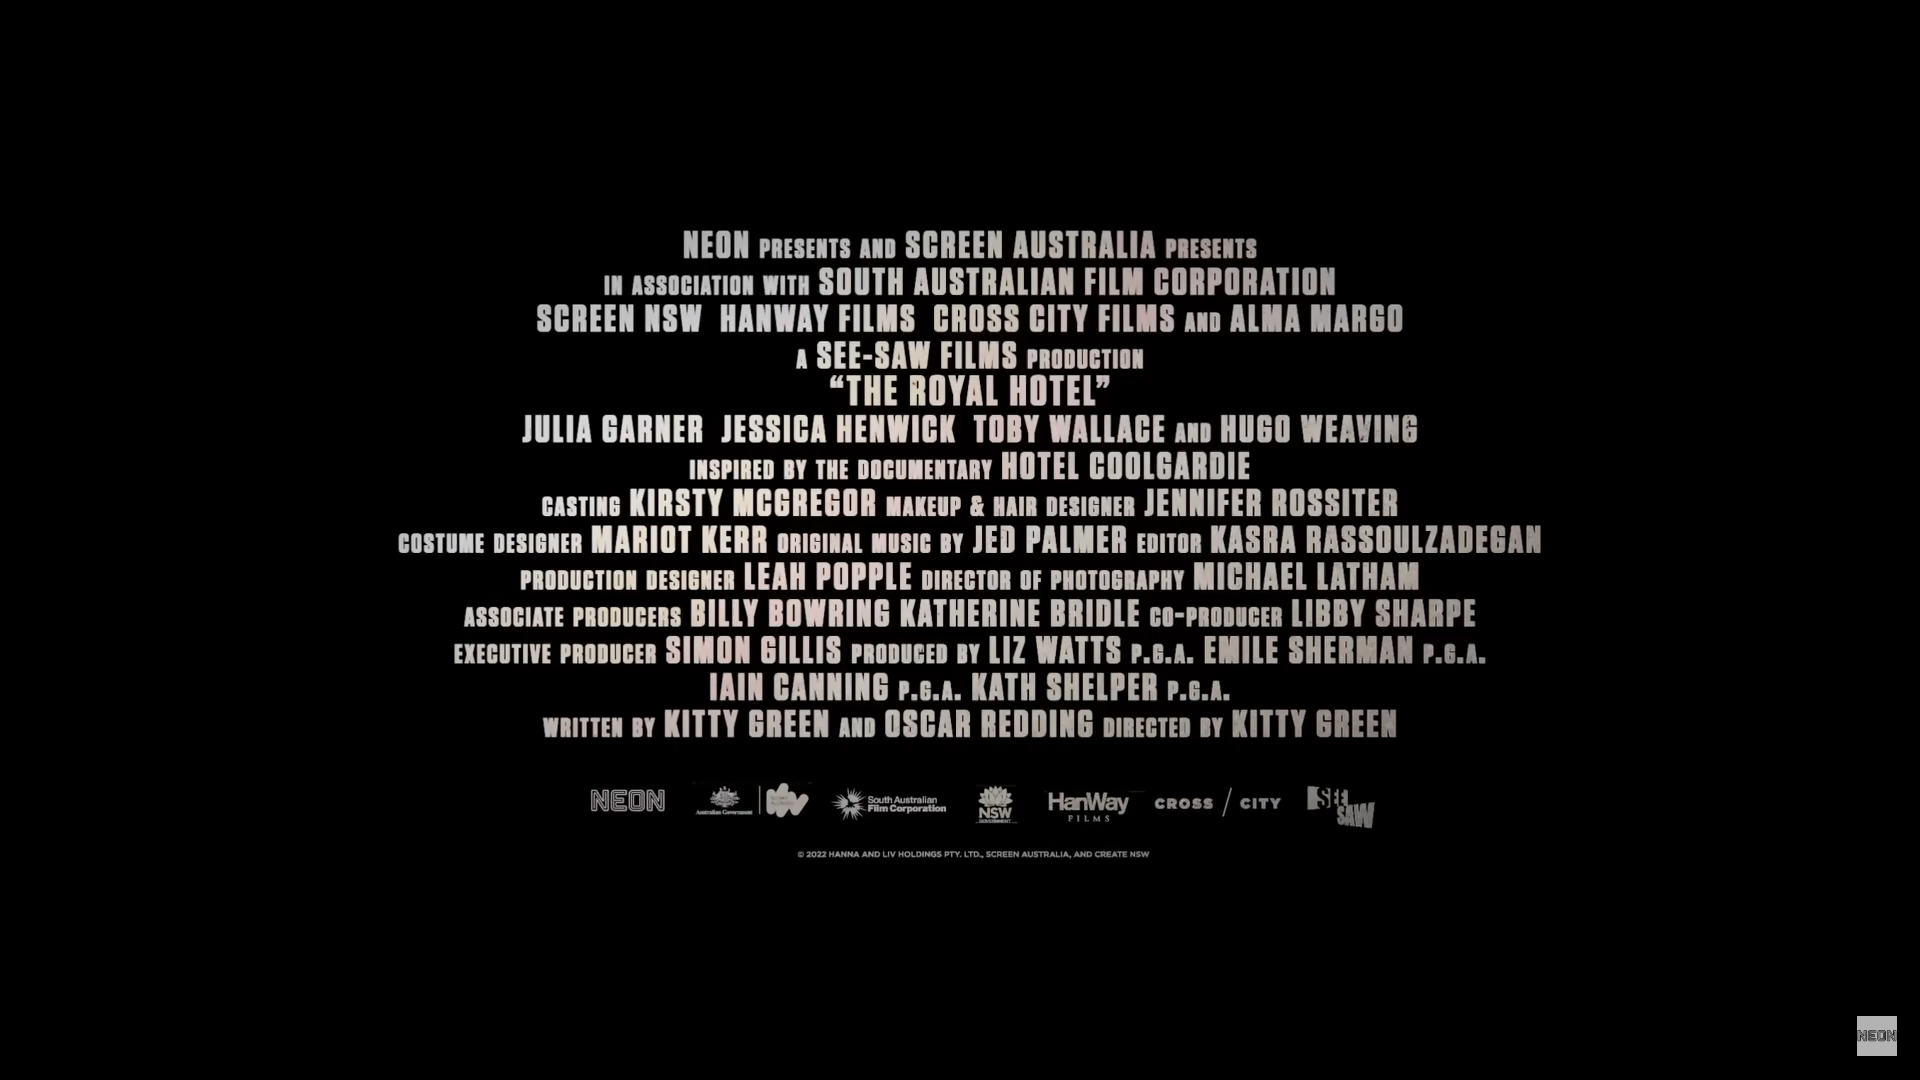 NEON PRESENTS AND SCREEN AUSTRALIA PRESENTS
IN ASSOCIATION WITH SOUTH AUSTRALIAN FILM CORPORATION
SCREEN NSW HANWAY FILMS CROSS CITY FILMS AND ALMA MARGO
A SEE-SAW FILMS PRODUCTION
“THE ROYAL HOTEL”
JULIA GARNER JESSICA HENWICK TOBY WALLACE AND HUGO WEAVING
INSPIRED BY THE DOCUMENTARY HOTEL COOLGARDIE
CASTING KIRSTY MCGREGOR MAKEUP & HAIR DESIGNER JENNIFER ROSSITER
COSTUME DESIGNER MARIOT KERR ORIGINAL MUSIC BY JED PALMER EDITOR KASRA RASSOULZADEGAN
PRODUCTION DESIGNER LEAH POPPLE DIRECTOR OF PHOTOGRAPHY MICHAEL LATHAM
ASSOCIATE PRODUCERS BILLY BOWRING KATHERINE BRIDLE CO-PRODUCER LIBBY SHARPE
EXECUTIVE PRODUCER SIMON GILLIS PRODUCED BY LIZ WATTS P.G.A. EMILE SHERMAN P.G.A.
IAIN CANNING P.G.A. KATH SHELPER P.G.A.
WRITTEN BY KITTY GREEN AND OSCAR REDDING DIRECTED BY KITTY GREEN
NEON
Australian Government
South Australian
Film Corporation
NSW
GOVERNMENT
HanWay
FILMS
CROSS / CITY
SEE
SAW
© 2022 HANNA AND LIV HOLDINGS PTY. LTD., SCREEN AUSTRALIA, AND CREATE NSW
NEON